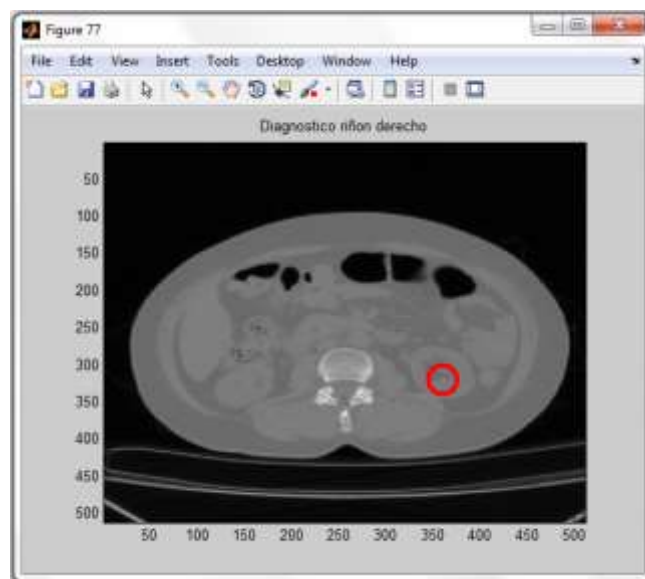 Figure 77
File Edit View Insert Tools Desktop Window Help
Diagnostico riñon derecho
50
100
150
200
250
300
350
400
450
500
50 100 150 200 250 300 350 400 450 500